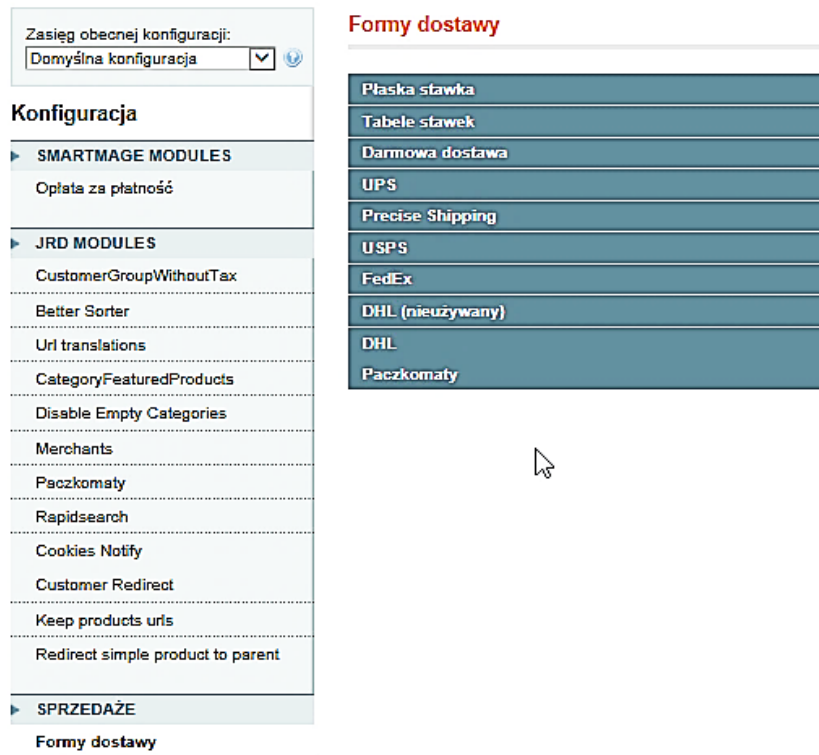 Zasięg obecnej konfiguracji:
Domyślna konfiguracja
Konfiguracja
SMARTMAGE MODULES
Opłata za płatność
JRD MODULES
CustomerGroupWithoutTax
Better Sorter
Url translations
CategoryFeaturedProducts
Disable Empty Categories
Merchants
Paczkomaty
Rapidsearch
Cookies Notify
Customer Redirect
Keep products urls
Redirect simple product to parent
SPRZEDAŻE
Formy dostawy
Formy dostawy
Płaska stawka
Tabele stawek
Darmowa dostawa
UPS
Precise Shipping
USPS
FedEx
DHL (nieużywany)
DHL
Paczkomaty